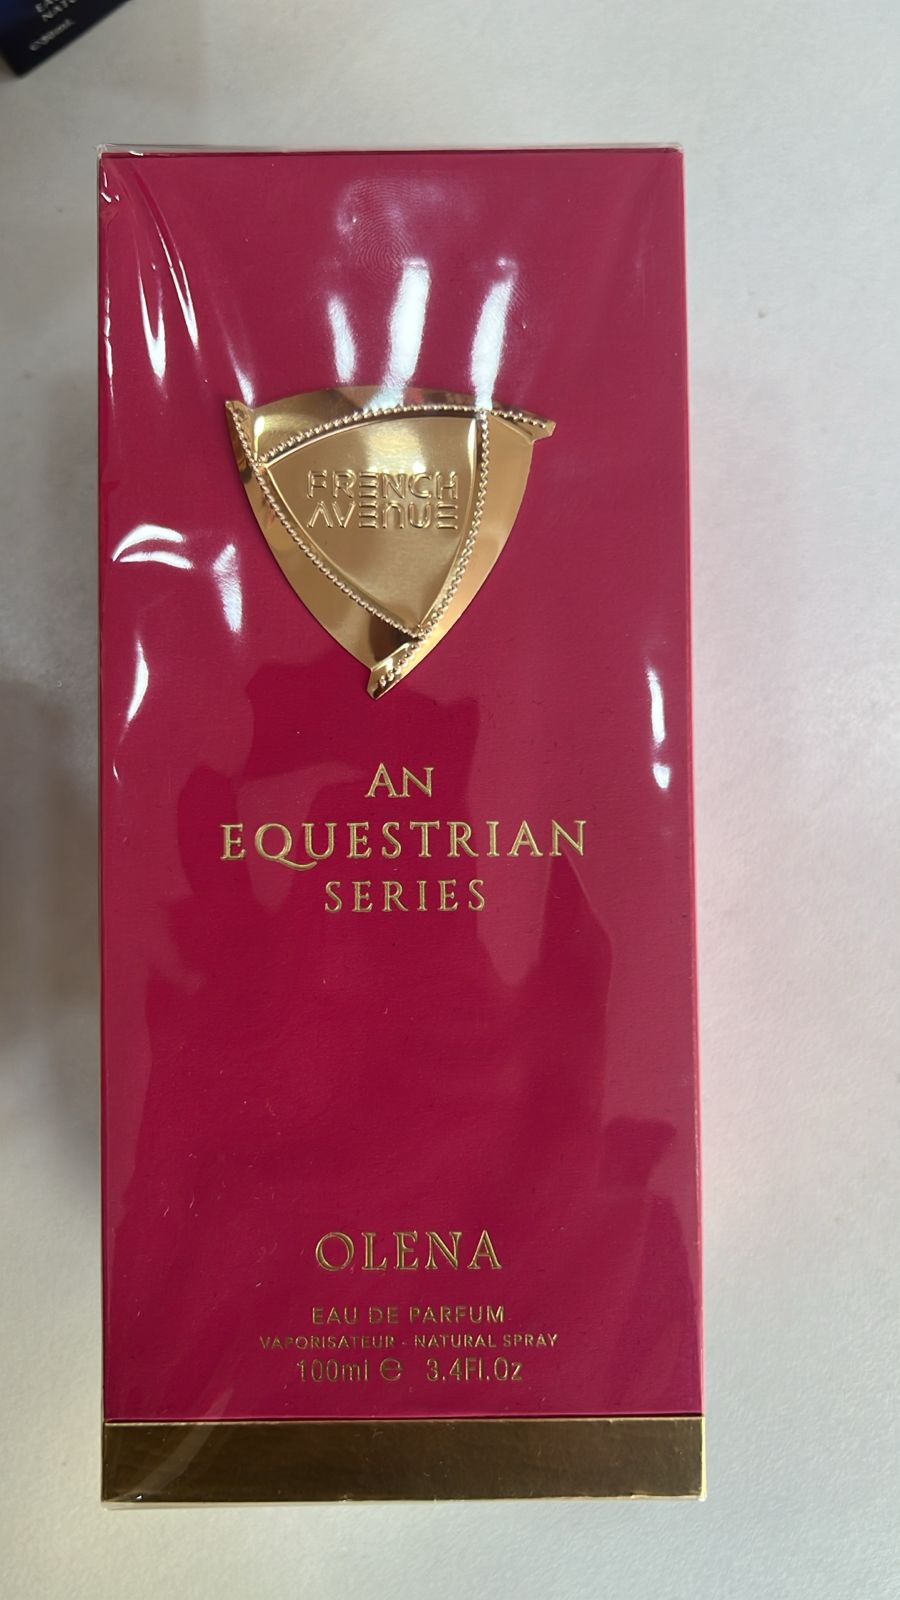 FRENCH
AVENUE
AN
EQUESTRIAN
SERIES
OLENA
EAU DE PARFUM
VAPORISATEUR - NATURAL SPRAY
100ml ℮ 3.4Fl.Oz